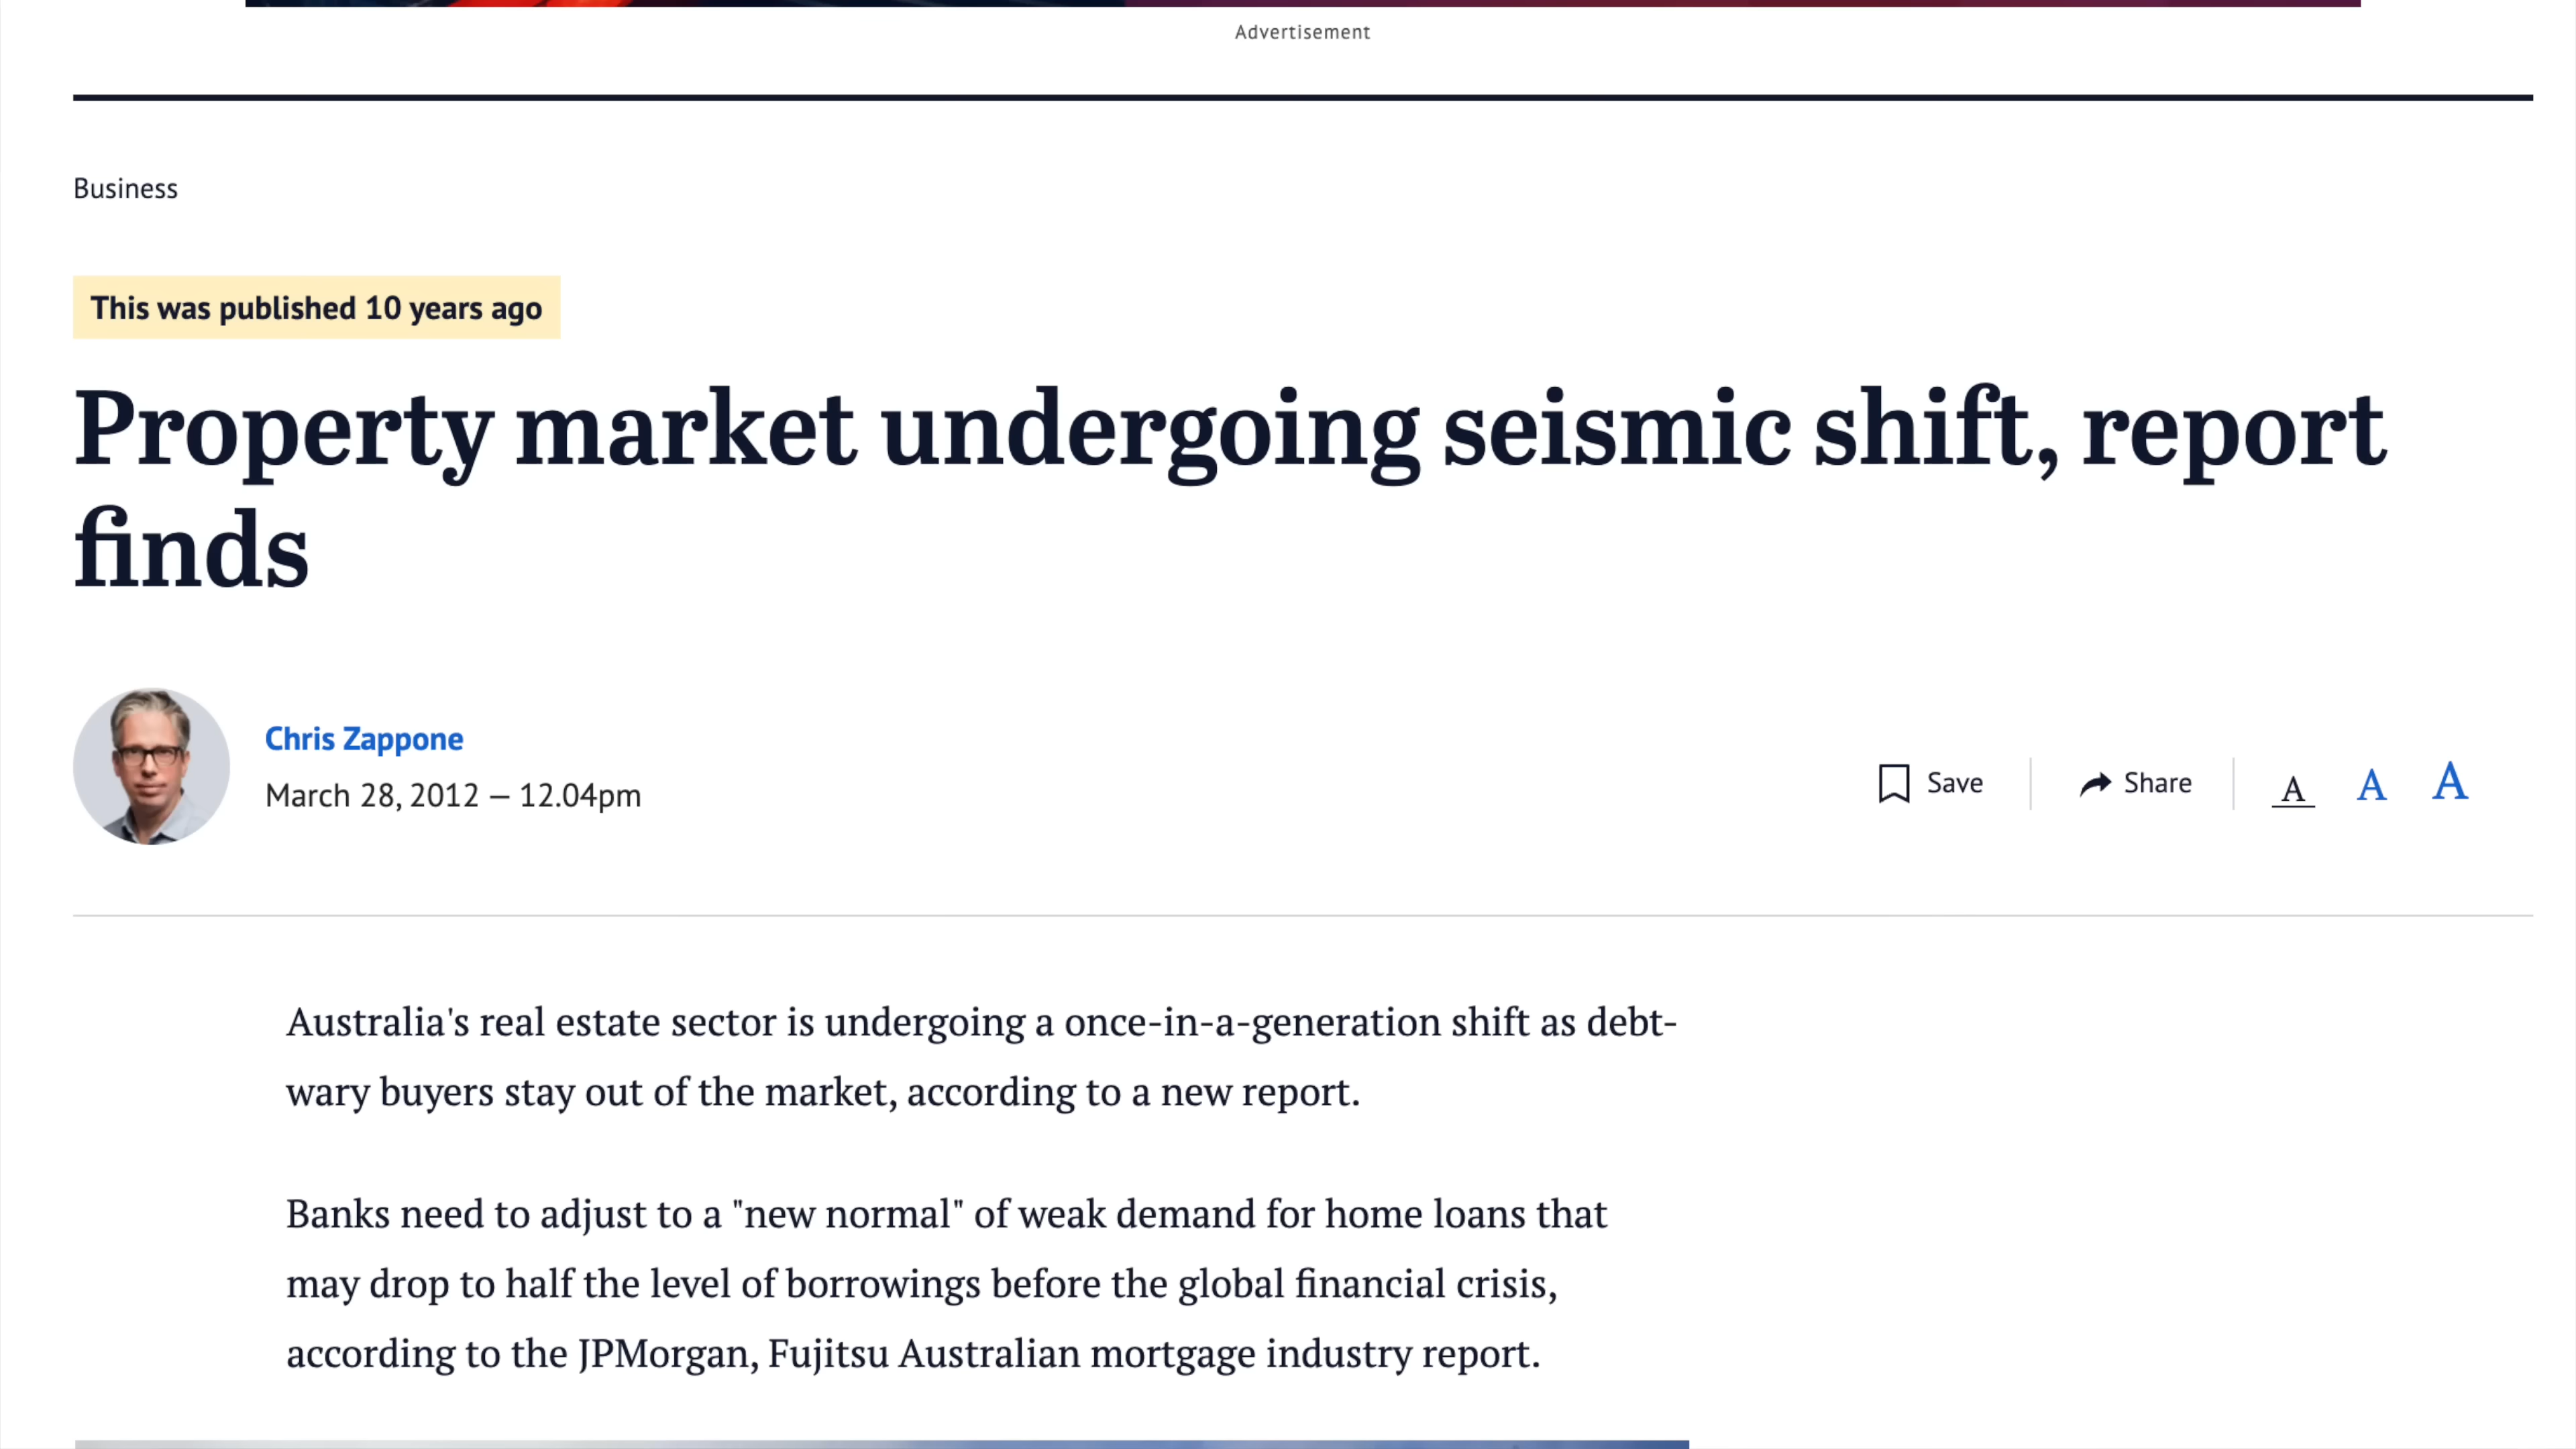 Advertisement
Business
This was published 10 years ago
Property market undergoing seismic shift, report
finds
Chris Zappone
March 28, 2012 — 12.04pm
Save
Share
A A A
Australia's real estate sector is undergoing a once-in-a-generation shift as debt-
wary buyers stay out of the market, according to a new report.
Banks need to adjust to a "new normal" of weak demand for home loans that
may drop to half the level of borrowings before the global financial crisis,
according to the JPMorgan, Fujitsu Australian mortgage industry report.